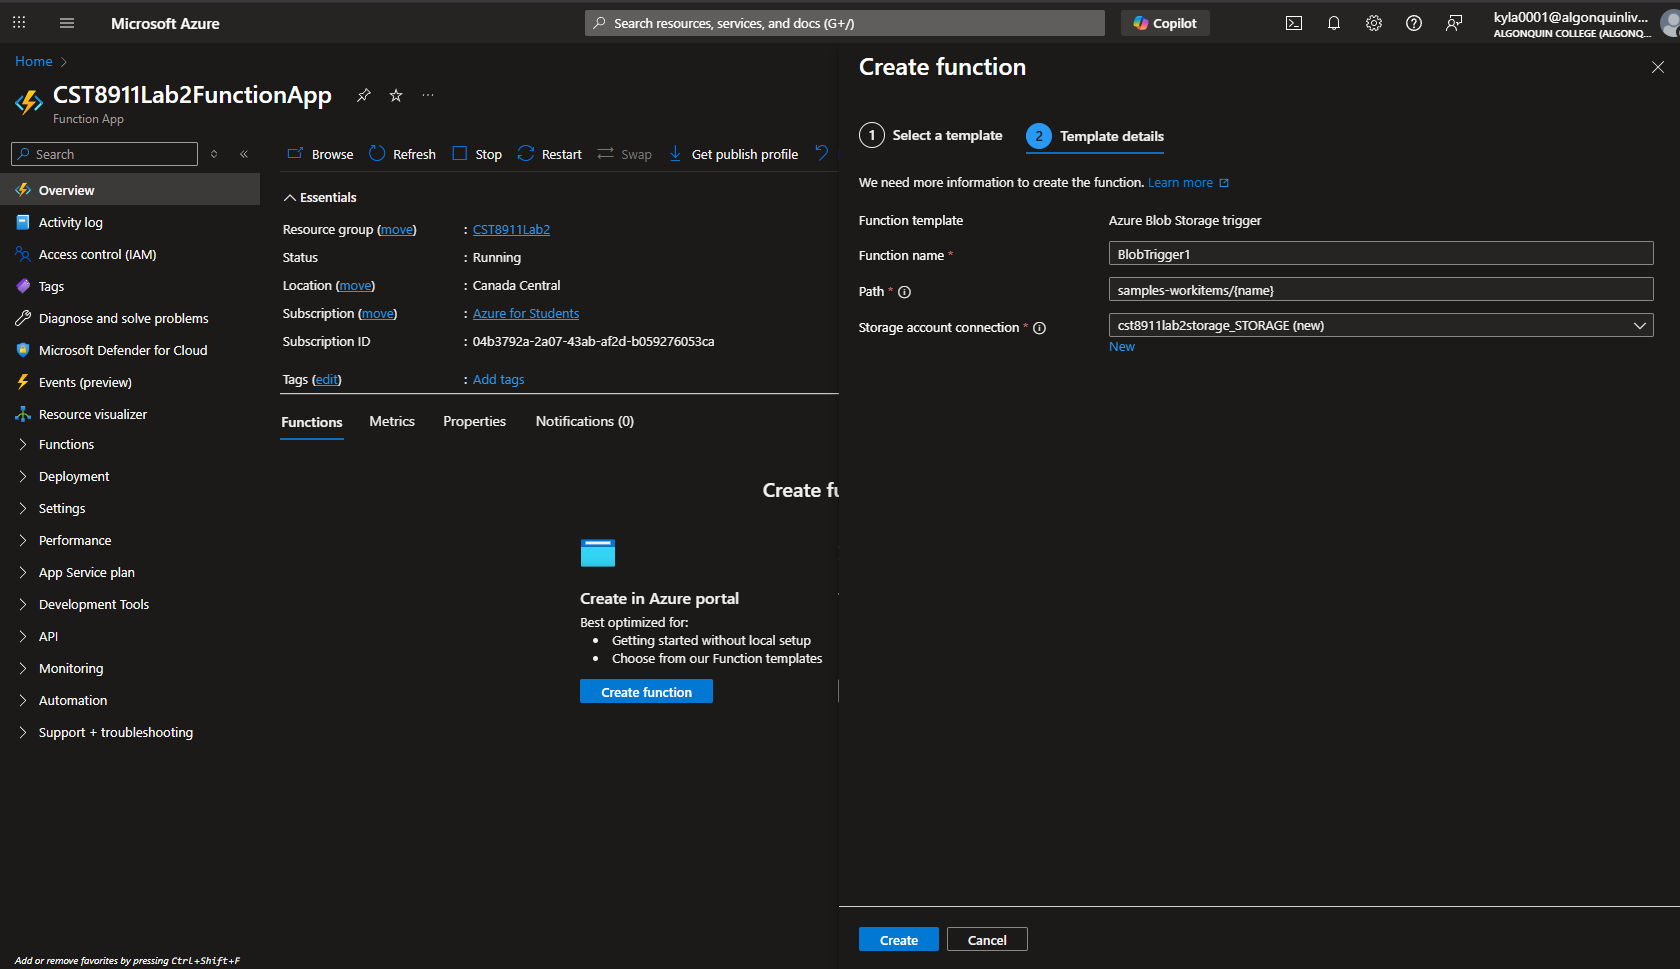 Microsoft Azure
Search resources, services, and docs (G+/)
Copilot
kyla0001@algonquinliv...
ALGONQUIN COLLEGE (ALGONQ...
Home
CST8911Lab2FunctionApp
Function App
Search
Overview
Activity log
Access control (IAM)
Tags
Diagnose and solve problems
Microsoft Defender for Cloud
Events (preview)
Resource visualizer
Functions
Deployment
Settings
Performance
App Service plan
Development Tools
API
Monitoring
Automation
Support + troubleshooting
Add or remove favorites by pressing Ctrl+Shift+F
Browse
Refresh
Stop
Restart
Swap
Get publish profile
Essentials
Resource group (move) : CST8911Lab2
Status : Running
Location (move) : Canada Central
Subscription (move) : Azure for Students
Subscription ID : 04b3792a-2a07-43ab-af2d-b059276053ca
Tags (edit) : Add tags
Functions
Metrics
Properties
Notifications (0)
Create fu
Create in Azure portal
Best optimized for:
• Getting started without local setup
• Choose from our Function templates
Create function
Create function
1 Select a template
2 Template details
We need more information to create the function. Learn more
Function template Azure Blob Storage trigger
Function name * BlobTrigger1
Path * samples-workitems/{name}
Storage account connection * cst8911lab2storage_STORAGE (new)
New
Create
Cancel